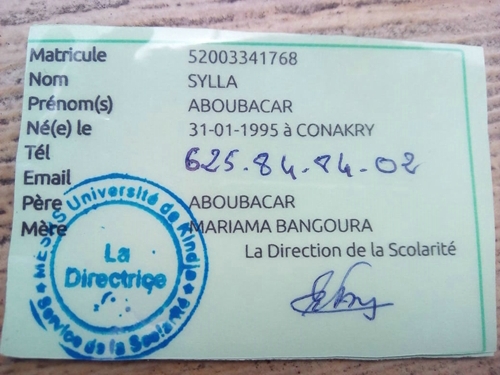 Matricule 52003341768
Nom SYLLA
Prénom(s) ABOUBACAR
Né(e) le 31-01-1995 à CONAKRY
Tél 625.84.84.02
Email
Père ABOUBACAR
Mère MARIAMA BANGOURA
La Direction de la Scolarité
Université de Kindia
La
Directrice
Service de la Scolarité